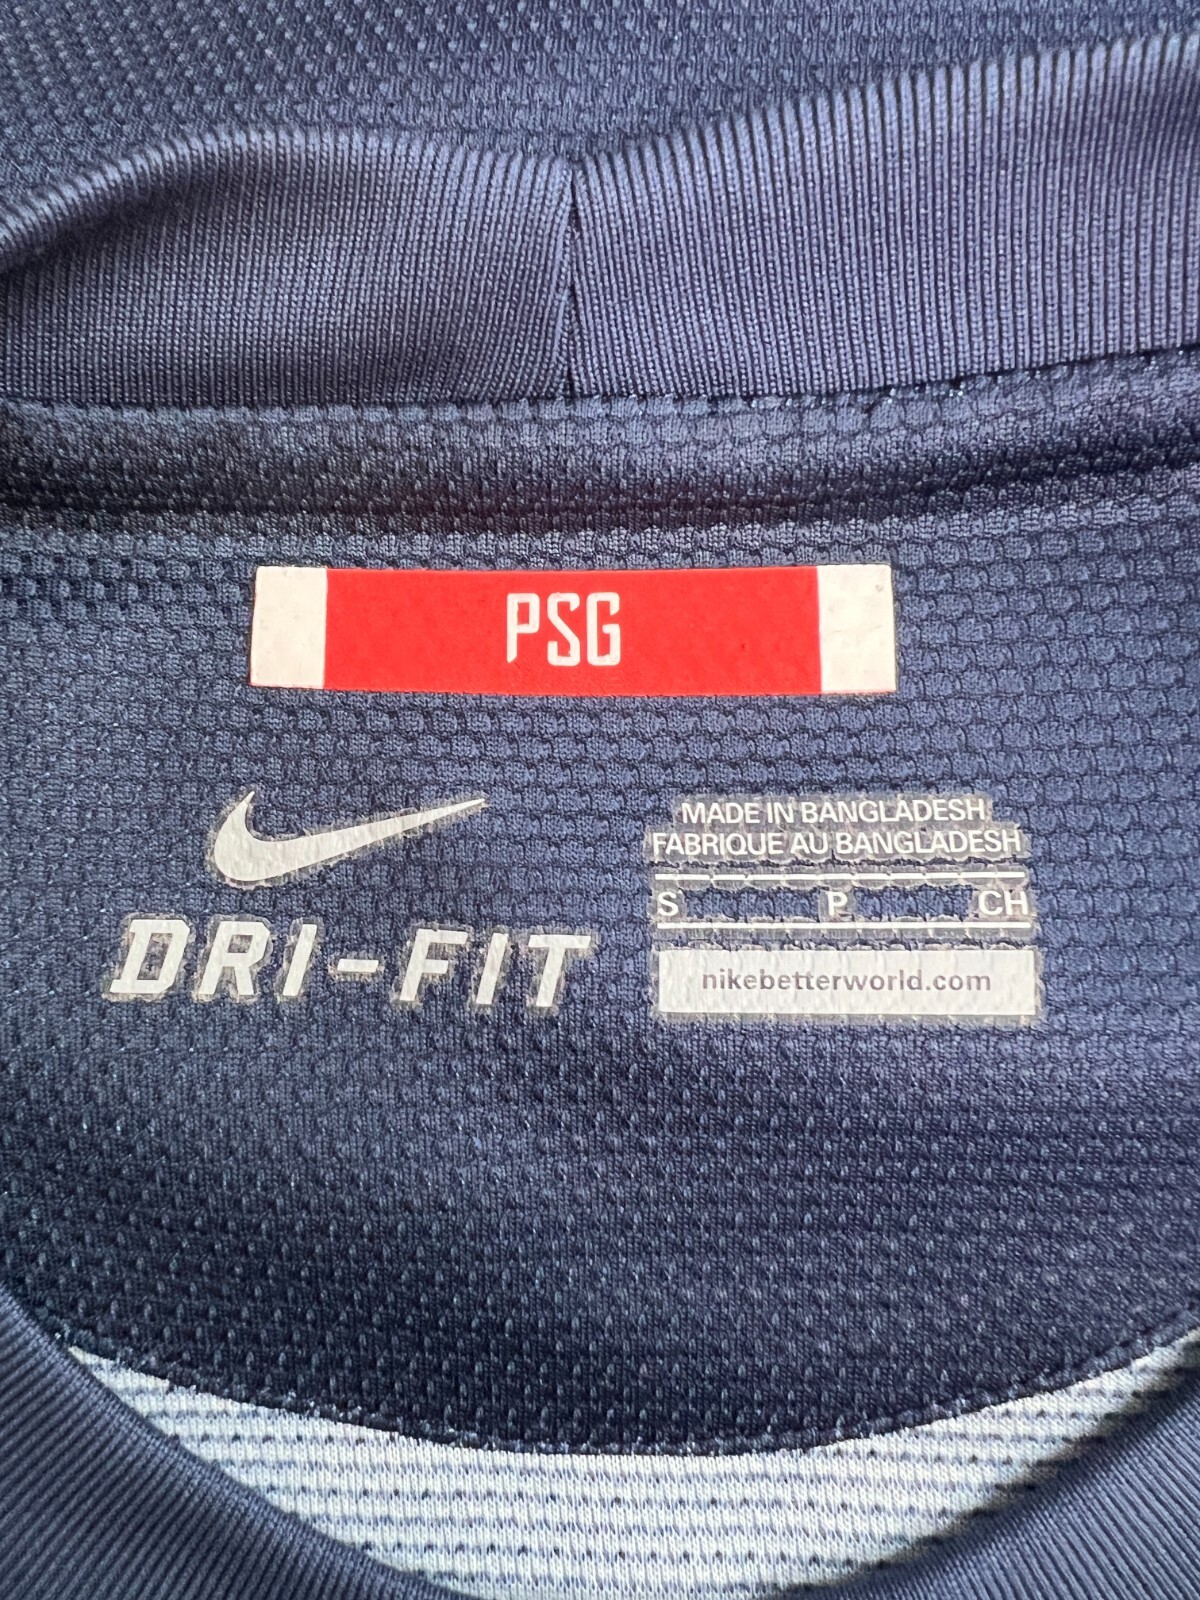 PSG
DRI-FIT
MADE IN BANGLADESH
FABRIQUE AU BANGLADESH
S P CH
nikebetterworld.com